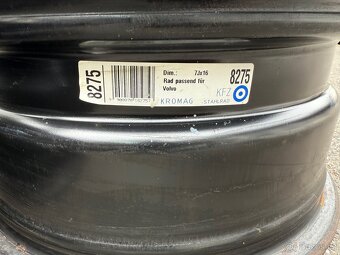 8275
Dim.: 7Jx16
Rad passend für
Volvo
KROMAG STAHLRAD
8275
KFZ